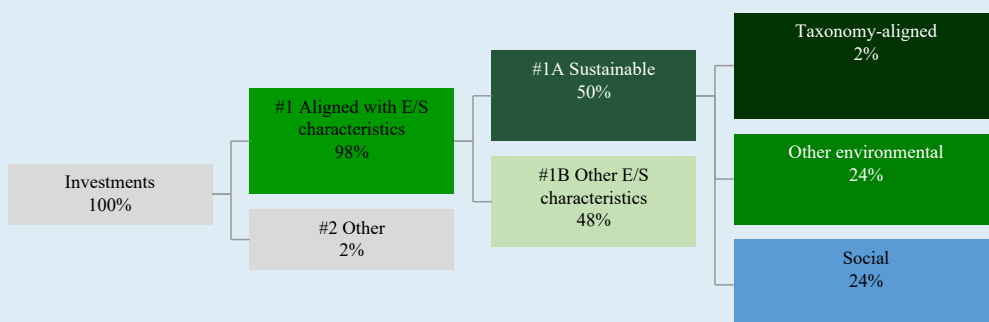 Investments
100%
#1 Aligned with E/S
characteristics
98%
#2 Other
2%
#1A Sustainable
50%
#1B Other E/S
characteristics
48%
Taxonomy-aligned
2%
Other environmental
24%
Social
24%